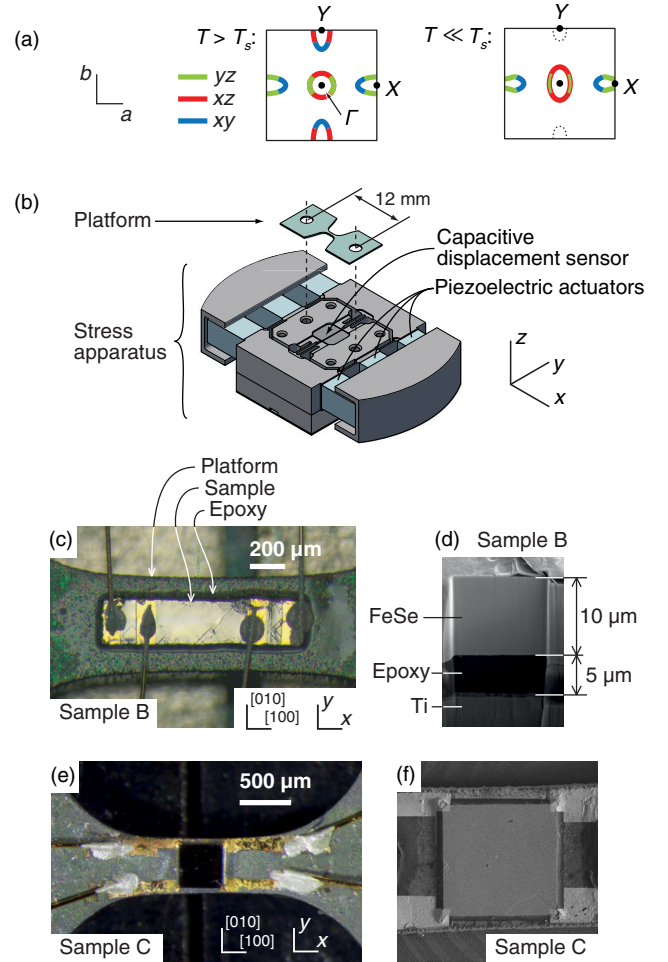 (a)
T > Tₛ:
Y
T ≪ Tₛ:
Y
b
a
yz
xz
xy
X
Γ
X
(b)
12 mm
Platform
Capacitive
displacement sensor
Piezoelectric actuators
Stress
apparatus
z
y
x
Platform
Sample
Epoxy
(c)
200 µm
Sample B
[010]
[100]
y
x
(d)
Sample B
FeSe
10 µm
Epoxy
5 µm
Ti
(e)
500 µm
Sample C
[010]
[100]
y
x
(f)
Sample C